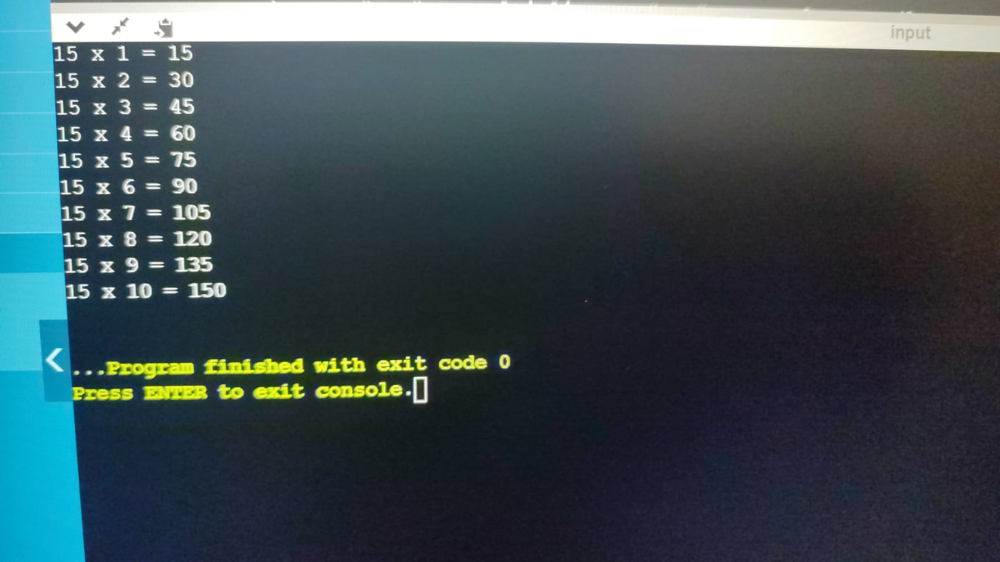 input
15 x 1 = 15
15 x 2 = 30
15 x 3 = 45
15 x 4 = 60
15 x 5 = 75
15 x 6 = 90
15 x 7 = 105
15 x 8 = 120
15 x 9 = 135
15 x 10 = 150
...Program finished with exit code 0
Press ENTER to exit console.